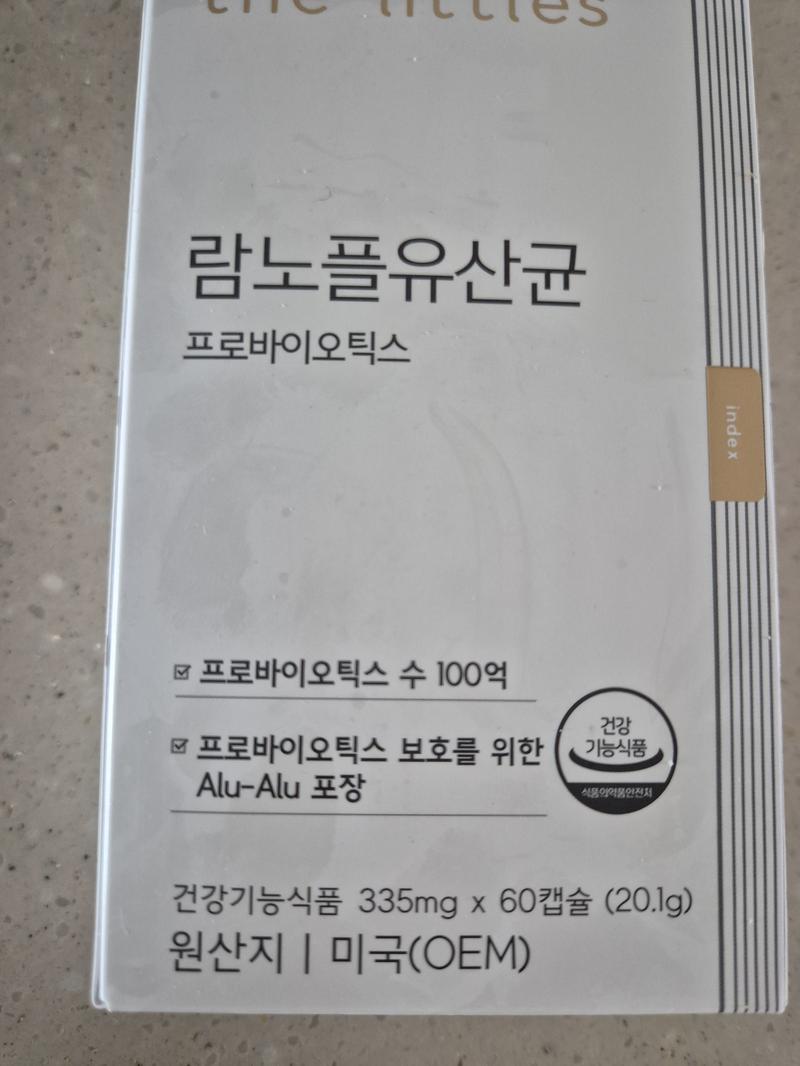 the littles
람노플유산균
프로바이오틱스
index
☑ 프로바이오틱스 수 100억
☑ 프로바이오틱스 보호를 위한
Alu-Alu 포장
건강
기능식품
식품의약품안전처
건강기능식품 335mg x 60캡슐 (20.1g)
원산지 | 미국(OEM)